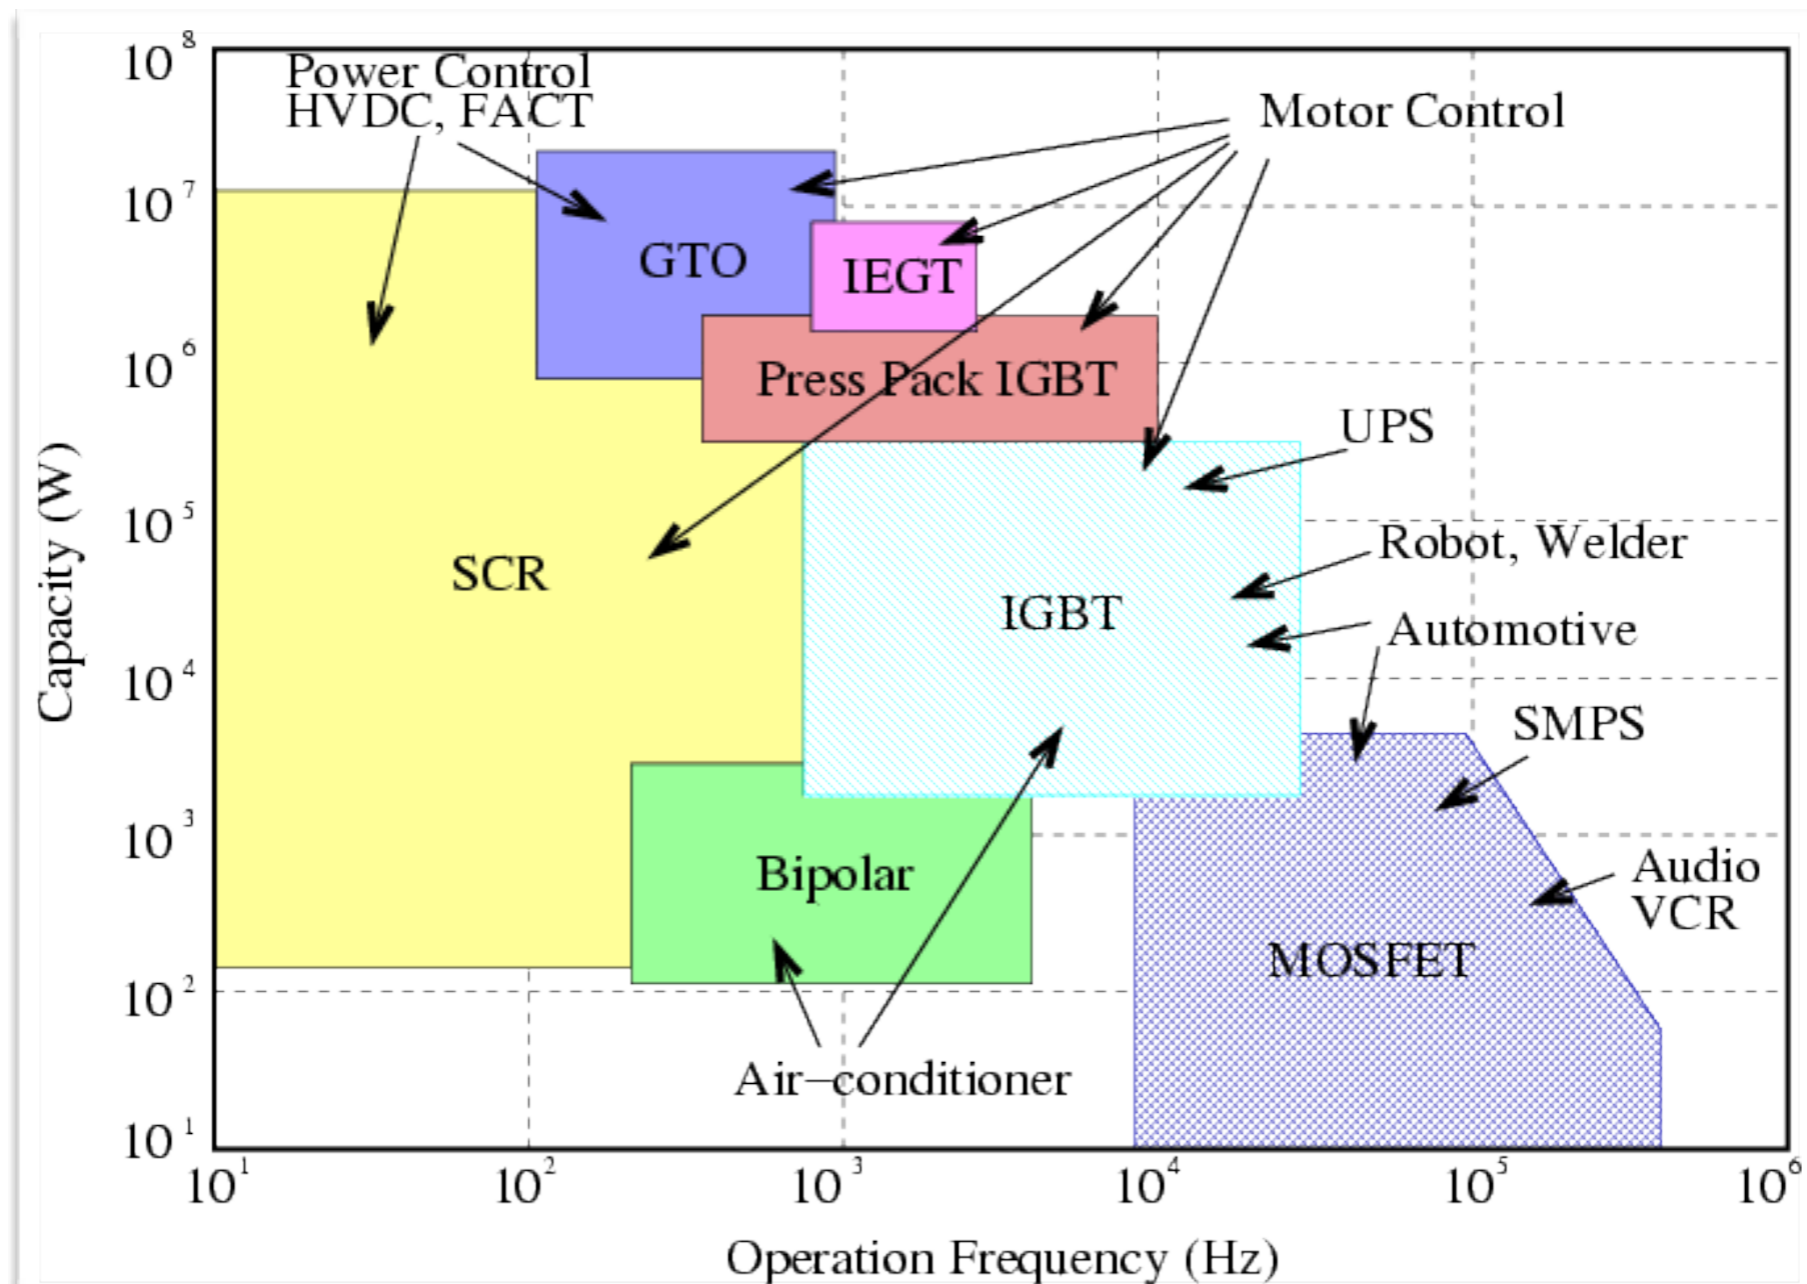 10⁸
Power Control
HVDC, FACT
Motor Control
10⁷
GTO
IEGT
10⁶
Press Pack IGBT
UPS
Capacity (W)
10⁵
Robot, Welder
SCR
IGBT
Automotive
10⁴
SMPS
10³
Bipolar
Audio
VCR
MOSFET
10²
Air-conditioner
10¹
10¹ 10² 10³ 10⁴ 10⁵ 10⁶
Operation Frequency (Hz)